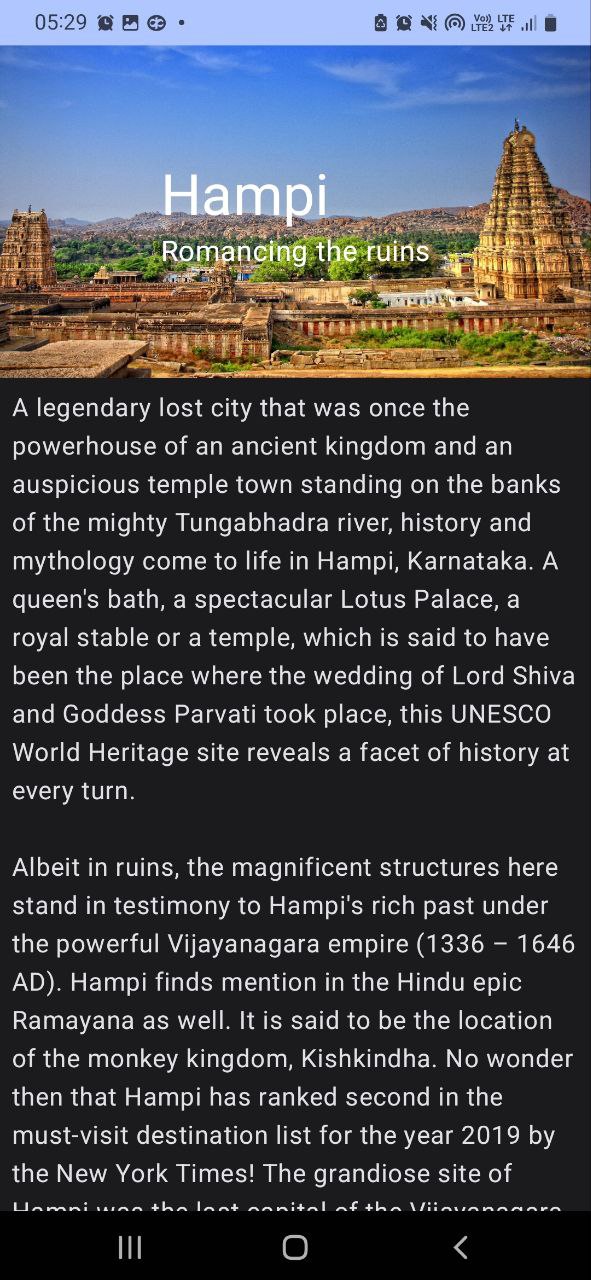 05:29
Vo)) LTE
LTE2
Hampi
Romancing the ruins
A legendary lost city that was once the
powerhouse of an ancient kingdom and an
auspicious temple town standing on the banks
of the mighty Tungabhadra river, history and
mythology come to life in Hampi, Karnataka. A
queen's bath, a spectacular Lotus Palace, a
royal stable or a temple, which is said to have
been the place where the wedding of Lord Shiva
and Goddess Parvati took place, this UNESCO
World Heritage site reveals a facet of history at
every turn.
Albeit in ruins, the magnificent structures here
stand in testimony to Hampi's rich past under
the powerful Vijayanagara empire (1336 – 1646
AD). Hampi finds mention in the Hindu epic
Ramayana as well. It is said to be the location
of the monkey kingdom, Kishkindha. No wonder
then that Hampi has ranked second in the
must-visit destination list for the year 2019 by
the New York Times! The grandiose site of
Hampi was the last capital of the Vijayanagara